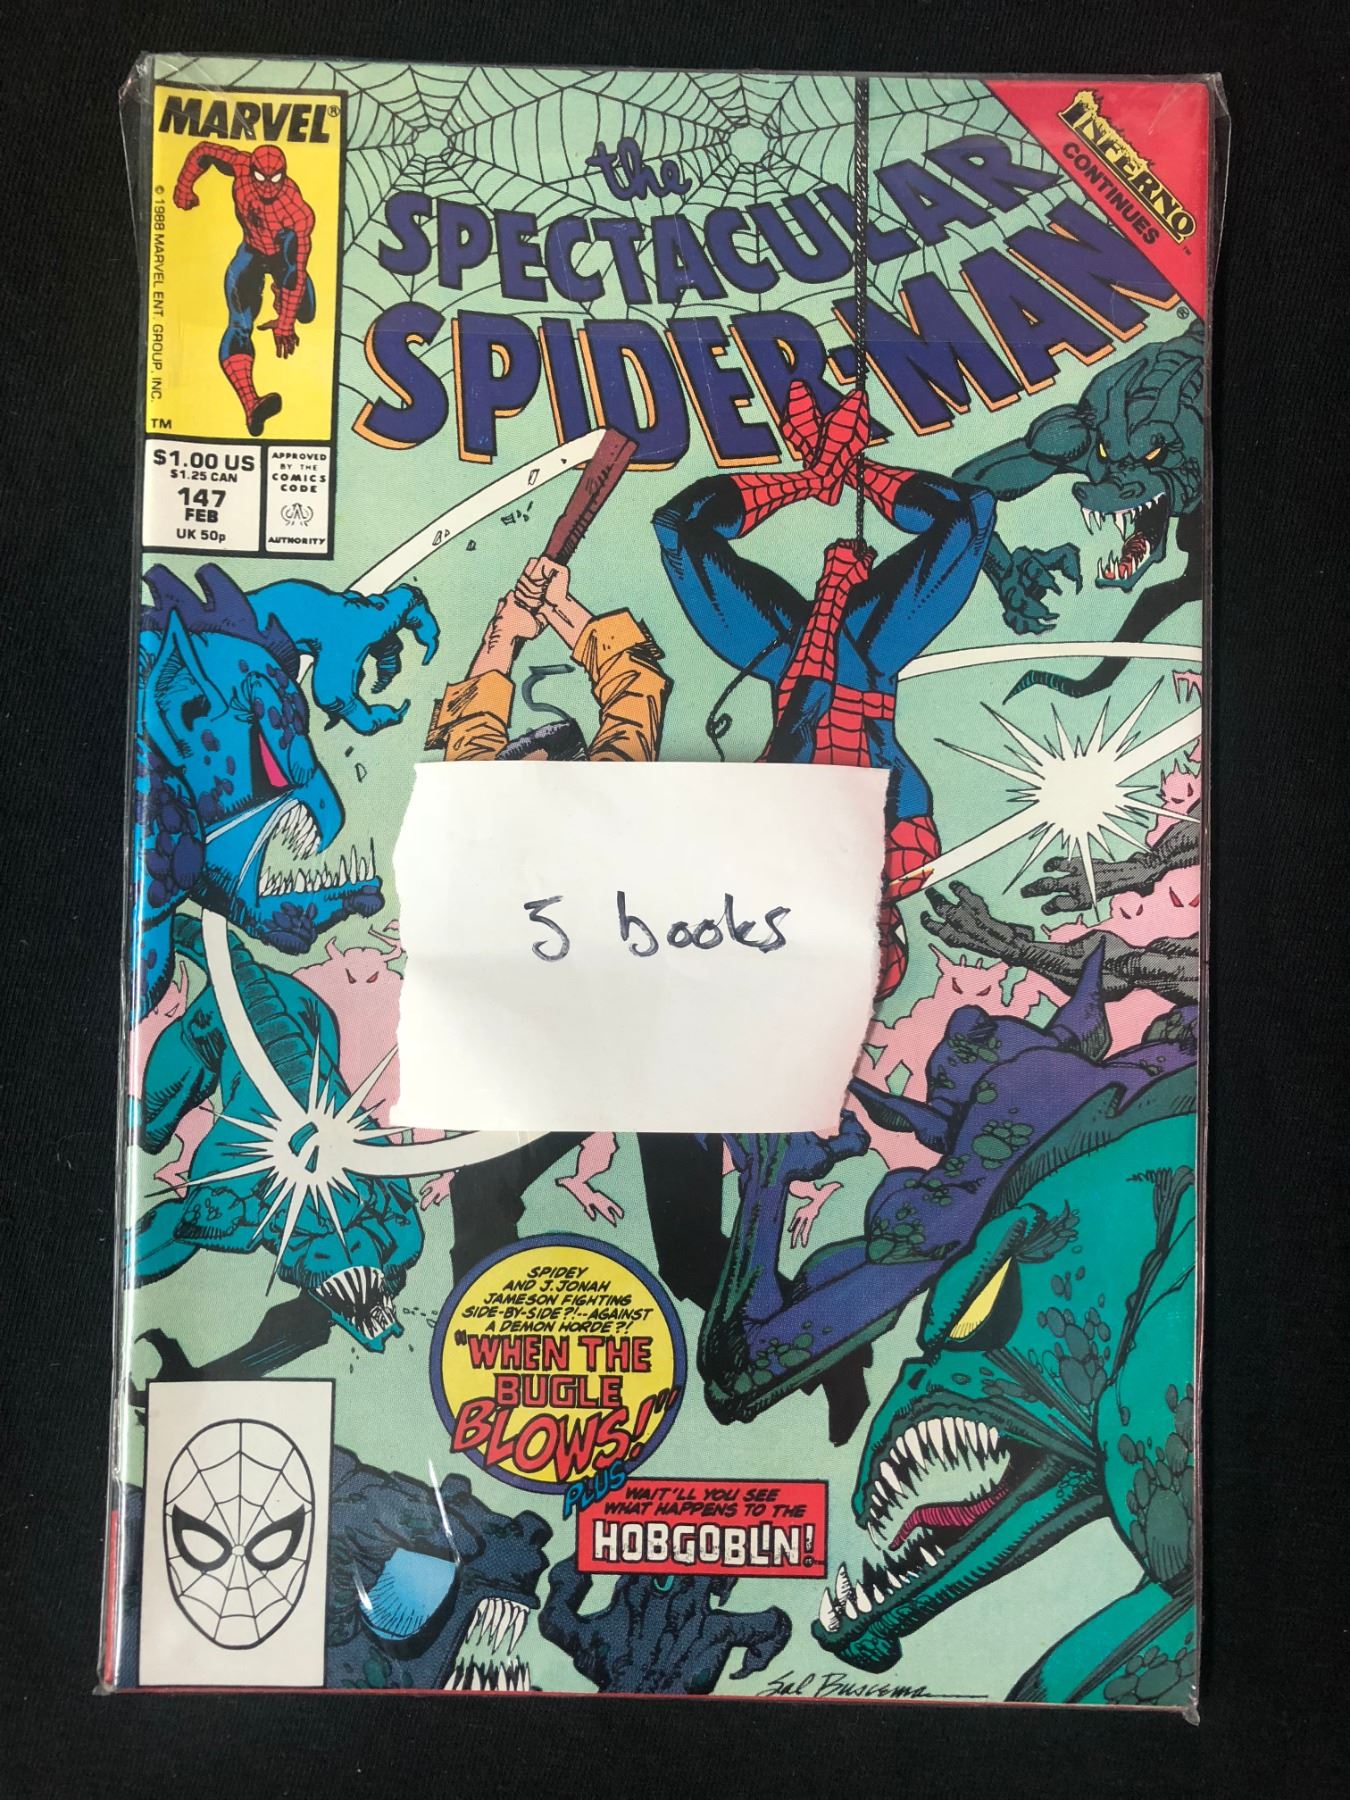 MARVEL®
© 1988 MARVEL ENT. GROUP, INC.
TM
the
SPECTACULAR
SPIDER-MAN®
INFERNO™
CONTINUES
$1.00 US
$1.25 CAN
147
FEB
UK 50p
APPROVED
BY THE
COMICS
CODE
AUTHORITY
5 books
SPIDEY
AND J. JONAH
JAMESON FIGHTING
SIDE-BY-SIDE?!--AGAINST
A DEMON HORDE?!
"WHEN THE
BUGLE
BLOWS!"
PLUS
WAIT'LL YOU SEE
WHAT HAPPENS TO THE
HOBGOBLIN!
Sal Buscema